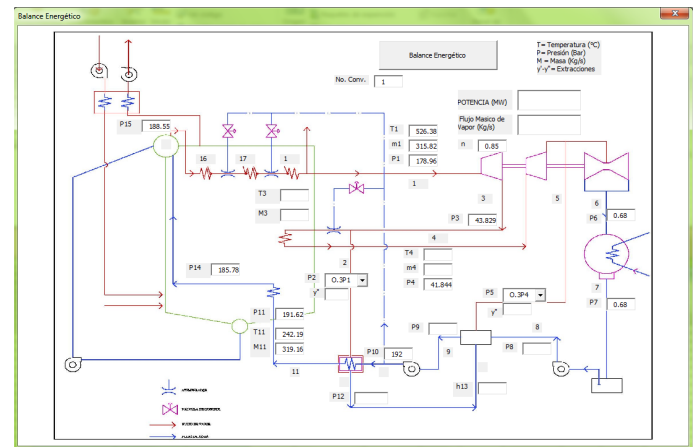 Balance Energético
Balance Energético
T= Temperatura (°C)
P= Presión (Bar)
M = Masa (Kg/s)
y'-y"= Extracciones
No. Conv. 1
POTENCIA (MW)
Flujo Masico de
Vapor (Kg/s)
P15 188.55
T1 526.38
m1 315.82
P1 178.96
n 0.85
16 17 1
1
T3
M3
3
5
6
P3 43.829
P6 0.68
4
2
T4
m4
P4 41.844
P14 185.78
P2 0.3P1
y"
P5 0.3P4
y"
7
P7 0.68
P11 191.62
T11 242.19
M11 319.16
P10 192
P9
9
8
P8
11
P12
h13